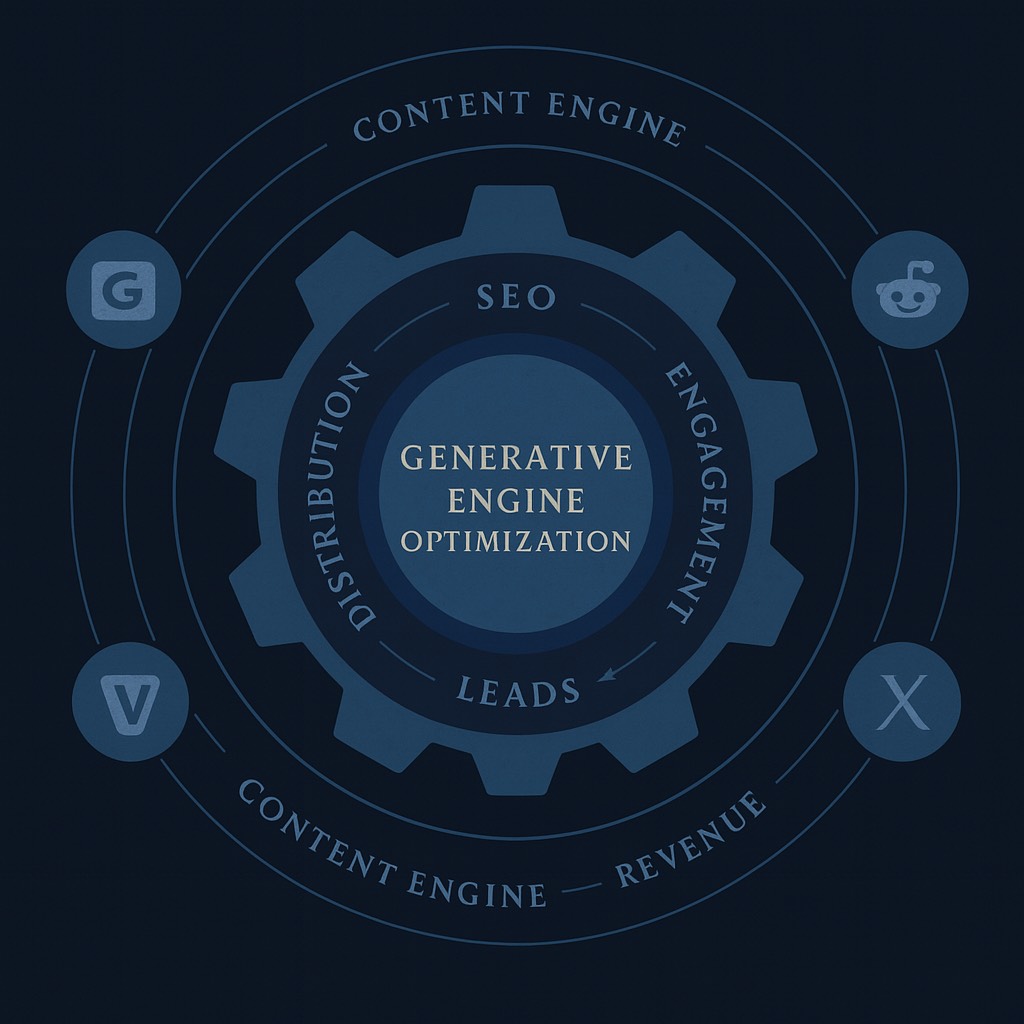 CONTENT ENGINE
G
SEO
DISTRIBUTION
ENGAGEMENT
GENERATIVE
ENGINE
OPTIMIZATION
LEADS
V
X
CONTENT ENGINE
REVENUE